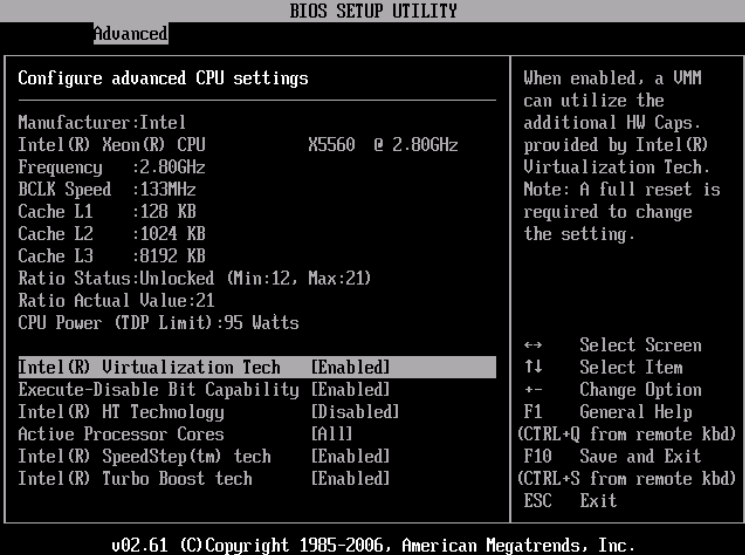 BIOS SETUP UTILITY
Advanced
Configure advanced CPU settings
Manufacturer:Intel
Intel(R) Xeon(R) CPU X5560 @ 2.80GHz
Frequency :2.80GHz
BCLK Speed :133MHz
Cache L1 :128 KB
Cache L2 :1024 KB
Cache L3 :8192 KB
Ratio Status:Unlocked (Min:12, Max:21)
Ratio Actual Value:21
CPU Power (TDP Limit):95 Watts
Intel(R) Virtualization Tech [Enabled]
Execute-Disable Bit Capability [Enabled]
Intel(R) HT Technology [Disabled]
Active Processor Cores [All]
Intel(R) SpeedStep(tm) tech [Enabled]
Intel(R) Turbo Boost tech [Enabled]
When enabled, a VMM
can utilize the
additional HW Caps.
provided by Intel(R)
Virtualization Tech.
Note: A full reset is
required to change
the setting.
↔ Select Screen
↑↓ Select Item
+- Change Option
F1 General Help
(CTRL+Q from remote kbd)
F10 Save and Exit
(CTRL+S from remote kbd)
ESC Exit
v02.61 (C)Copyright 1985-2006, American Megatrends, Inc.